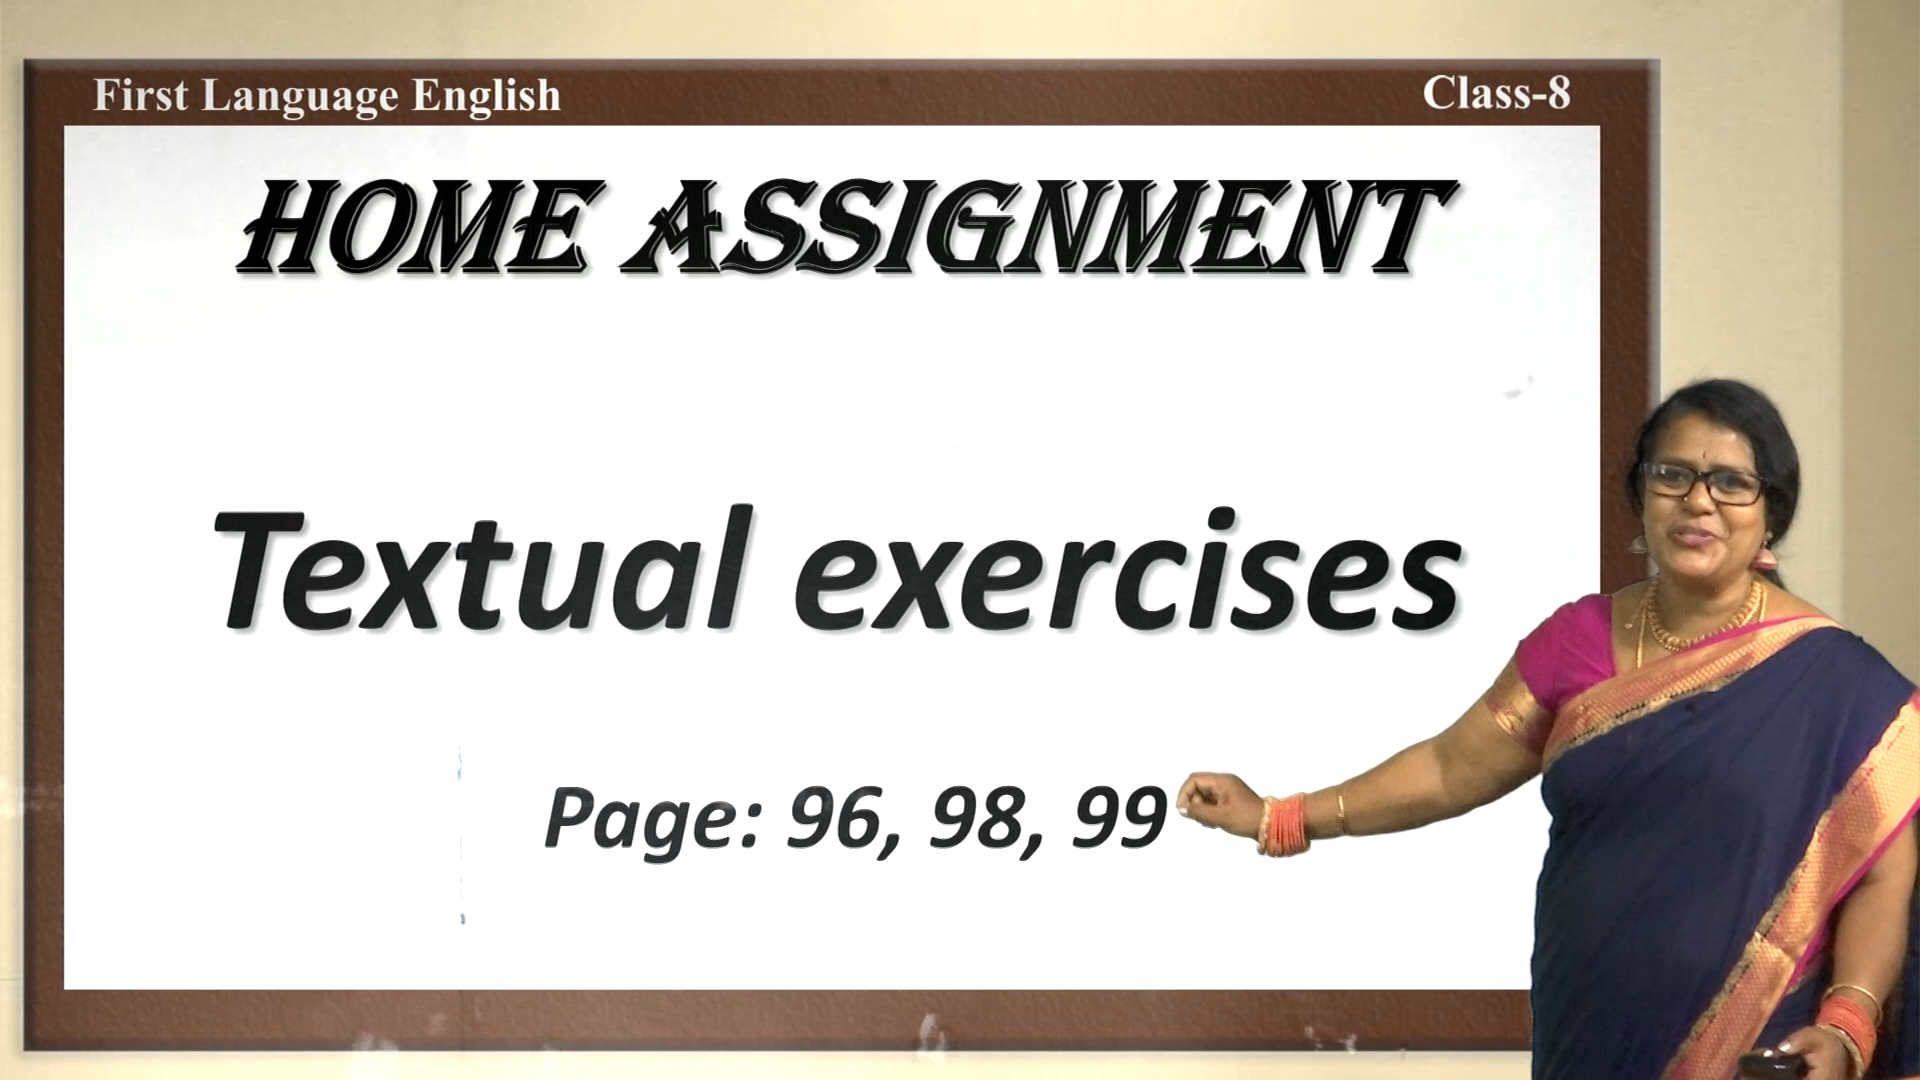 First Language English
Class-8
HOME ASSIGNMENT
Textual exercises
Page: 96, 98, 99